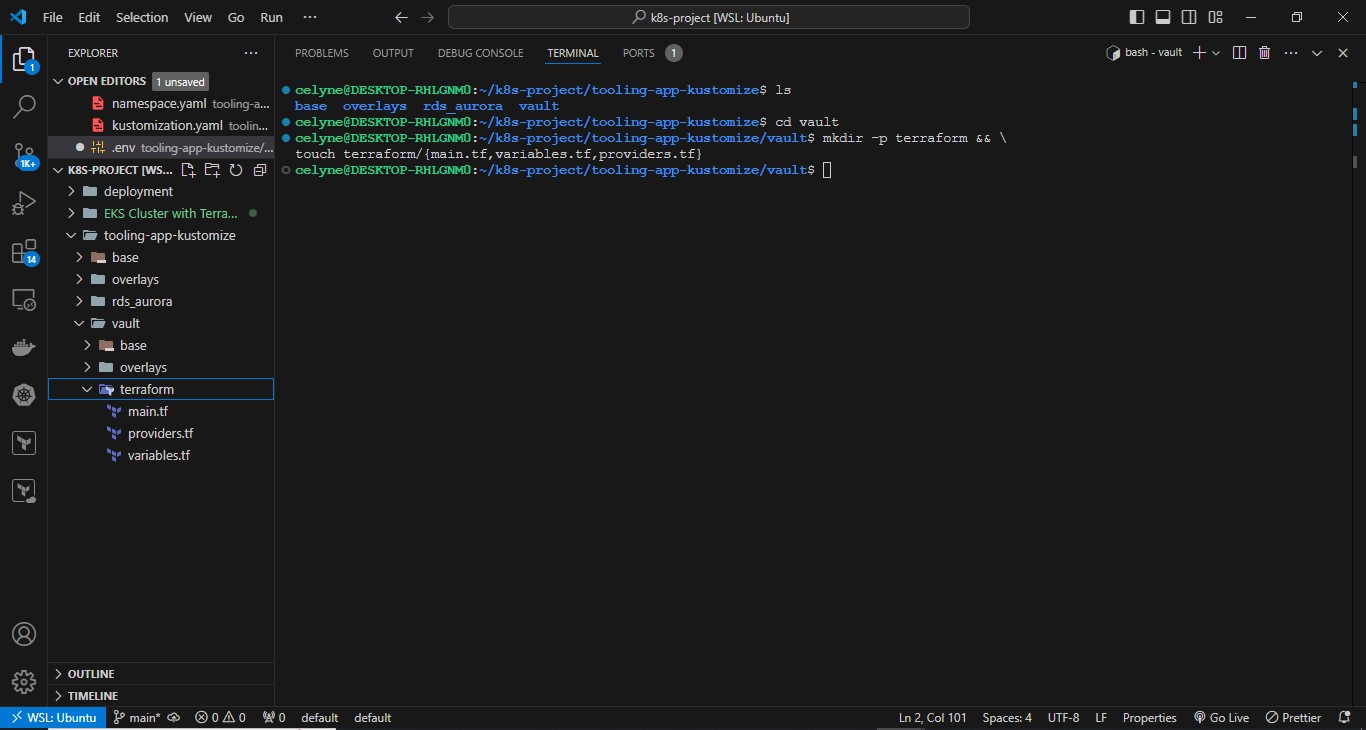 File Edit Selection View Go Run ··· k8s-project [WSL: Ubuntu]
EXPLORER ···
OPEN EDITORS 1 unsaved
namespace.yaml tooling-a...
kustomization.yaml toolin...
.env tooling-app-kustomize/...
K8S-PROJECT [WS...
deployment
EKS Cluster with Terra...
tooling-app-kustomize
base
overlays
rds_aurora
vault
base
overlays
terraform
main.tf
providers.tf
variables.tf
OUTLINE
TIMELINE
1
1K+
14
PROBLEMS OUTPUT DEBUG CONSOLE TERMINAL PORTS 1 bash - vault ···
celyne@DESKTOP-RHLGNM0:~/k8s-project/tooling-app-kustomize$ ls
base overlays rds_aurora vault
celyne@DESKTOP-RHLGNM0:~/k8s-project/tooling-app-kustomize$ cd vault
celyne@DESKTOP-RHLGNM0:~/k8s-project/tooling-app-kustomize/vault$ mkdir -p terraform && \
touch terraform/{main.tf,variables.tf,providers.tf}
celyne@DESKTOP-RHLGNM0:~/k8s-project/tooling-app-kustomize/vault$
WSL: Ubuntu main* 0 0 0 default default Ln 2, Col 101 Spaces: 4 UTF-8 LF Properties Go Live Prettier